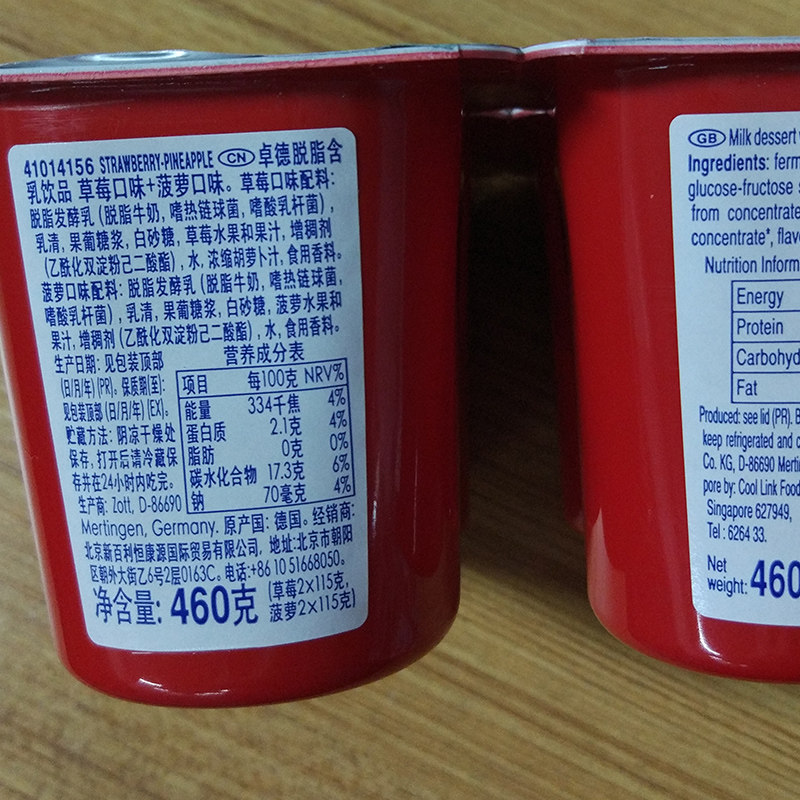 41014156 STRAWBERRY-PINEAPPLE CN 卓德脱脂含
乳饮品 草莓口味+菠萝口味。草莓口味配料:
脱脂发酵乳 (脱脂牛奶, 嗜热链球菌, 嗜酸乳杆菌) ,
乳清, 果葡糖浆, 白砂糖, 草莓水果和果汁, 增稠剂
(乙酰化双淀粉己二酸酯) , 水, 浓缩胡萝卜汁, 食用香料。
菠萝口味配料: 脱脂发酵乳 (脱脂牛奶, 嗜热链球菌,
嗜酸乳杆菌) , 乳清, 果葡糖浆, 白砂糖, 菠萝水果和
果汁, 增稠剂 (乙酰化双淀粉己二酸酯) , 水, 食用香料。
生产日期: 见包装顶部
(日/月/年) (PR)。保质期(至):
见包装顶部 (日/月/年) (EX)。
贮藏方法: 阴凉干燥处
保存, 打开后请冷藏保
存并在24小时内吃完。
生产商: Zott, D-86690
营养成分表
项目 每100克 NRV%
能量 334千焦 4%
蛋白质 2.1克 4%
脂肪 0克 0%
碳水化合物 17.3克 6%
钠 70毫克 4%
Mertingen, Germany. 原产国: 德国。经销商:
北京新百利恒康源国际贸易有限公司, 地址:北京市朝阳
区朝外大街乙6号2层0163C。电话:+86 10 51668050。
净含量: 460克 (草莓2×115克,
菠萝2×115克)
GB Milk dessert
Ingredients: ferm
glucose-fructose
from concentrate
concentrate*, flav
Nutrition Inform
Energy
Protein
Carbohyd
Fat
Produced: see lid (PR). B
keep refrigerated and c
Co. KG, D-86690 Merti
pore by: Cool Link Food
Singapore 627949,
Tel : 6264 33.
Net
weight: 460